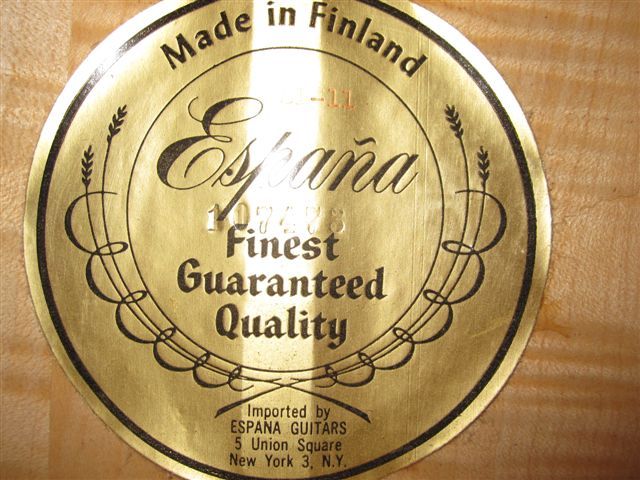 Made in Finland
España
Finest
Guaranteed
Quality
Imported by
ESPANA GUITARS
5 Union Square
New York 3, N.Y.